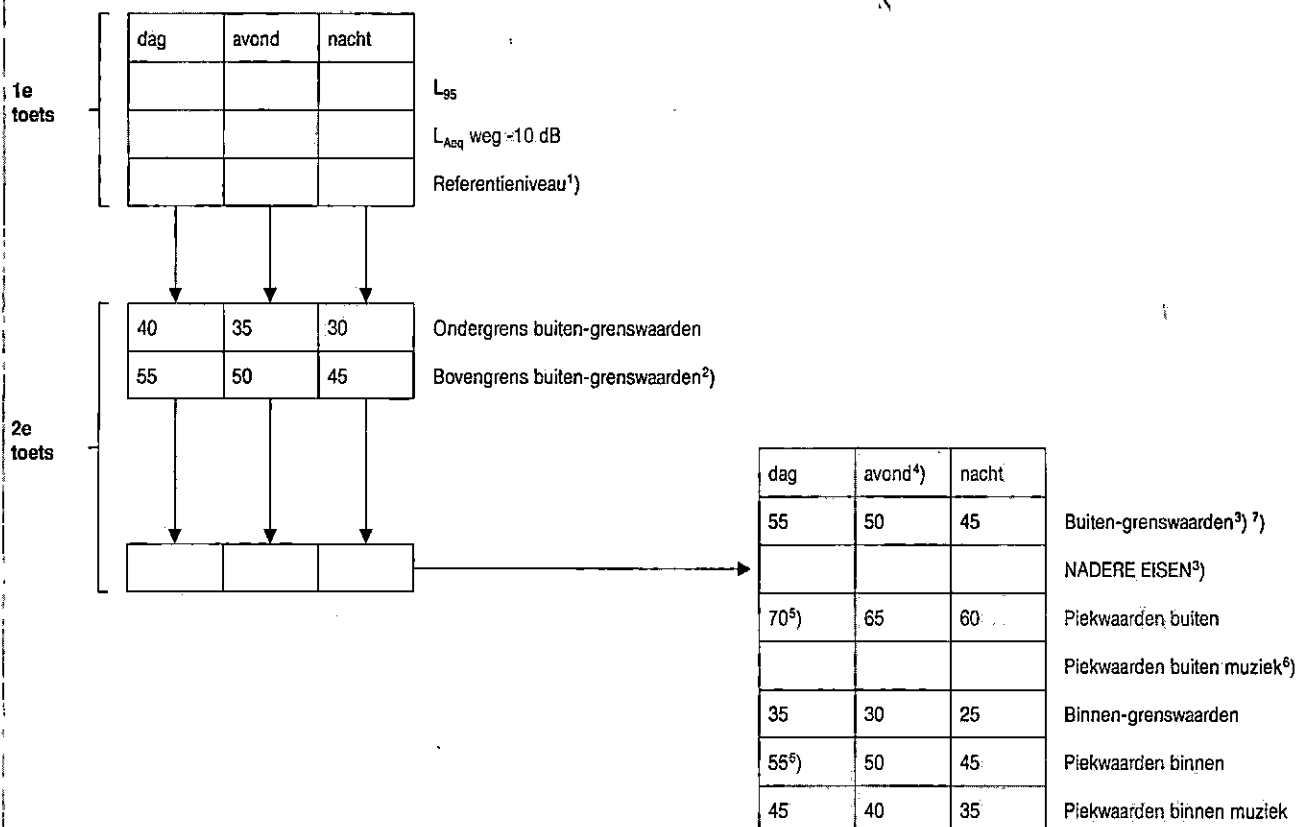 dag avond nacht
1e
toets
L95
LAeq weg -10 dB
Referentieniveau1)
40 35 30 Ondergrens buiten-grenswaarden
55 50 45 Bovengrens buiten-grenswaarden2)
2e
toets
dag avond4) nacht
55 50 45 Buiten-grenswaarden3) 7)
NADERE EISEN3)
705) 65 60 Piekwaarden buiten
Piekwaarden buiten muziek6)
35 30 25 Binnen-grenswaarden
555) 50 45 Piekwaarden binnen
45 40 35 Piekwaarden binnen muziek